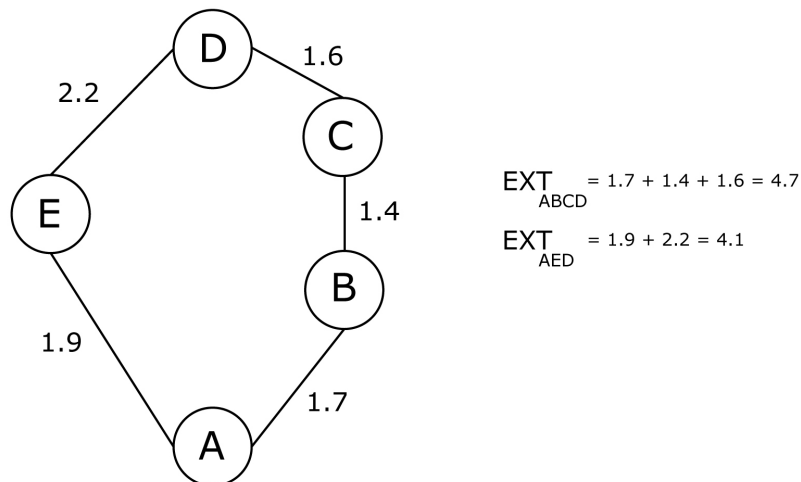 D
1.6
2.2
C
EXT ABCD = 1.7 + 1.4 + 1.6 = 4.7
E
1.4
EXT AED = 1.9 + 2.2 = 4.1
B
1.9
1.7
A